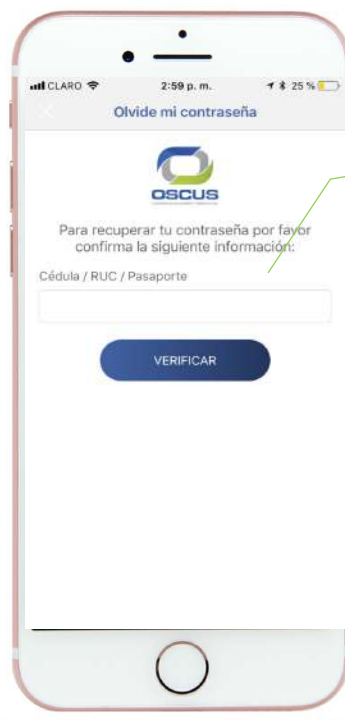 CLARO 2:59 p. m. 25 %
Olvide mi contraseña
OSCUS
Para recuperar tu contraseña por favor
confirma la siguiente información:
Cédula / RUC / Pasaporte
VERIFICAR